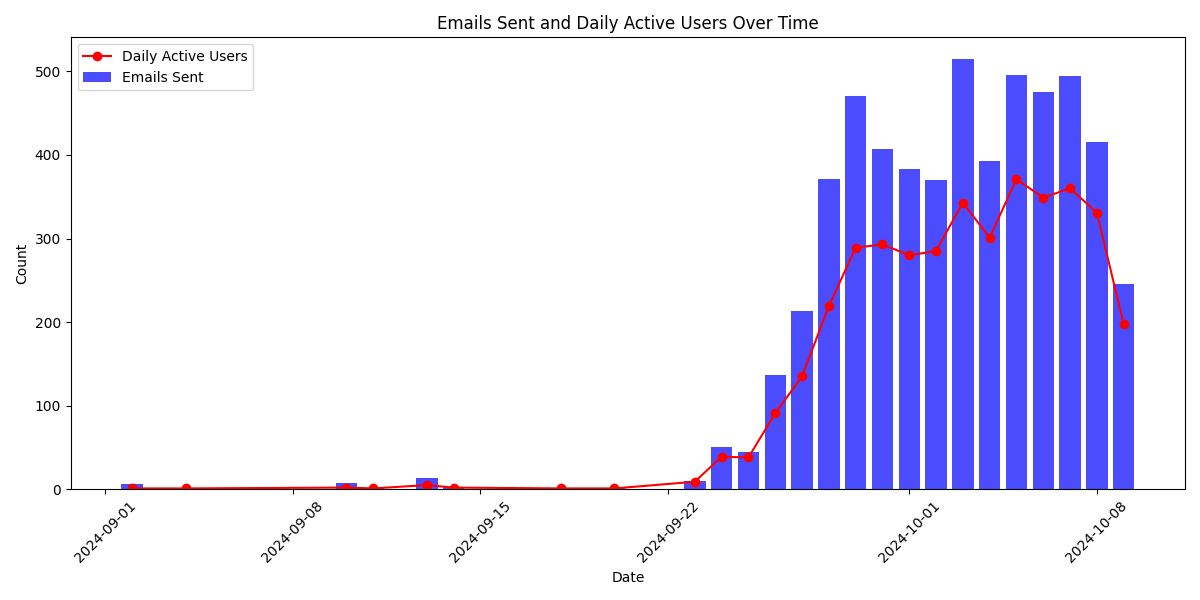 Emails Sent and Daily Active Users Over Time
Daily Active Users
Emails Sent
500
400
300
200
100
0
Count
2024-09-01
2024-09-08
2024-09-15
2024-09-22
2024-10-01
2024-10-08
Date